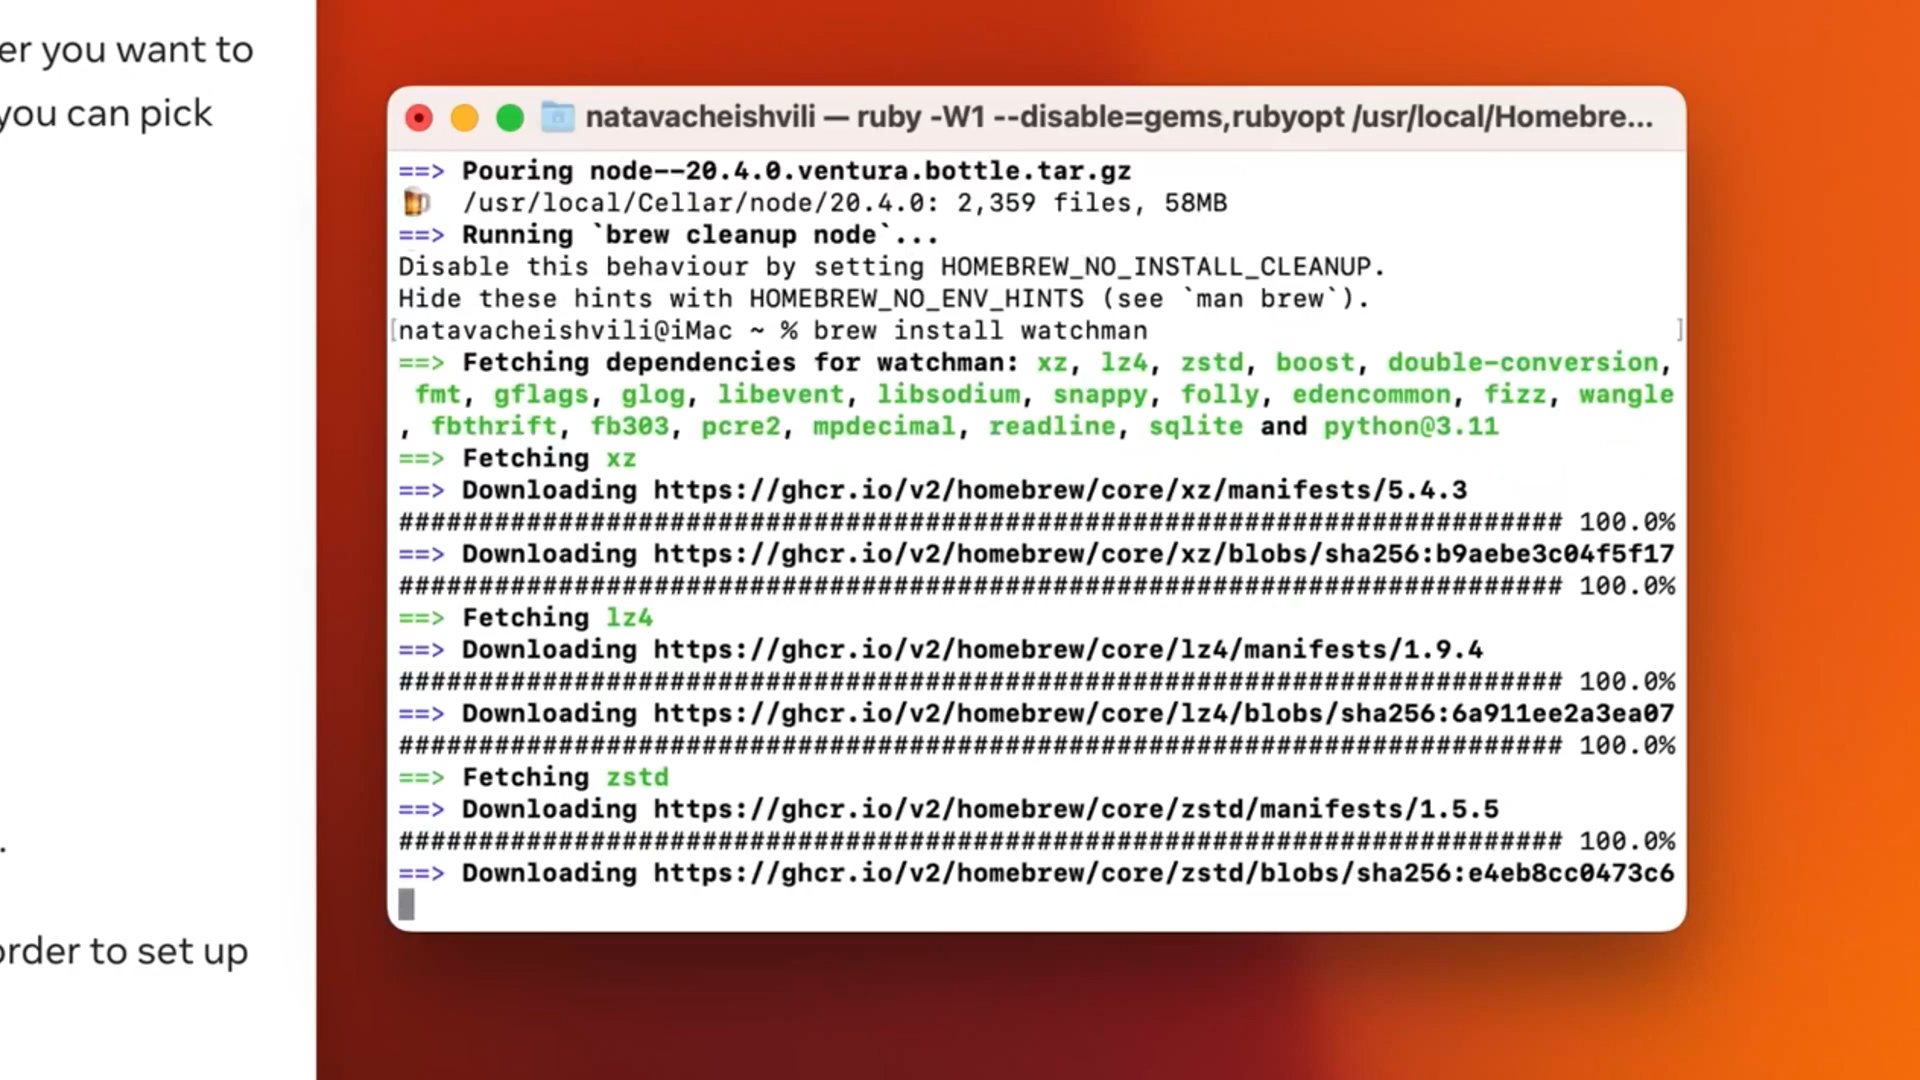 er you want to
you can pick
.
order to set up
natavacheishvili — ruby -W1 --disable=gems,rubyopt /usr/local/Homebre...
==> Pouring node--20.4.0.ventura.bottle.tar.gz
🍺 /usr/local/Cellar/node/20.4.0: 2,359 files, 58MB
==> Running `brew cleanup node`...
Disable this behaviour by setting HOMEBREW_NO_INSTALL_CLEANUP.
Hide these hints with HOMEBREW_NO_ENV_HINTS (see `man brew`).
[natavacheishvili@iMac ~ % brew install watchman ]
==> Fetching dependencies for watchman: xz, lz4, zstd, boost, double-conversion,
fmt, gflags, glog, libevent, libsodium, snappy, folly, edencommon, fizz, wangle
, fbthrift, fb303, pcre2, mpdecimal, readline, sqlite and python@3.11
==> Fetching xz
==> Downloading https://ghcr.io/v2/homebrew/core/xz/manifests/5.4.3
######################################################################### 100.0%
==> Downloading https://ghcr.io/v2/homebrew/core/xz/blobs/sha256:b9aebe3c04f5f17
######################################################################### 100.0%
==> Fetching lz4
==> Downloading https://ghcr.io/v2/homebrew/core/lz4/manifests/1.9.4
######################################################################### 100.0%
==> Downloading https://ghcr.io/v2/homebrew/core/lz4/blobs/sha256:6a911ee2a3ea07
######################################################################### 100.0%
==> Fetching zstd
==> Downloading https://ghcr.io/v2/homebrew/core/zstd/manifests/1.5.5
######################################################################### 100.0%
==> Downloading https://ghcr.io/v2/homebrew/core/zstd/blobs/sha256:e4eb8cc0473c6